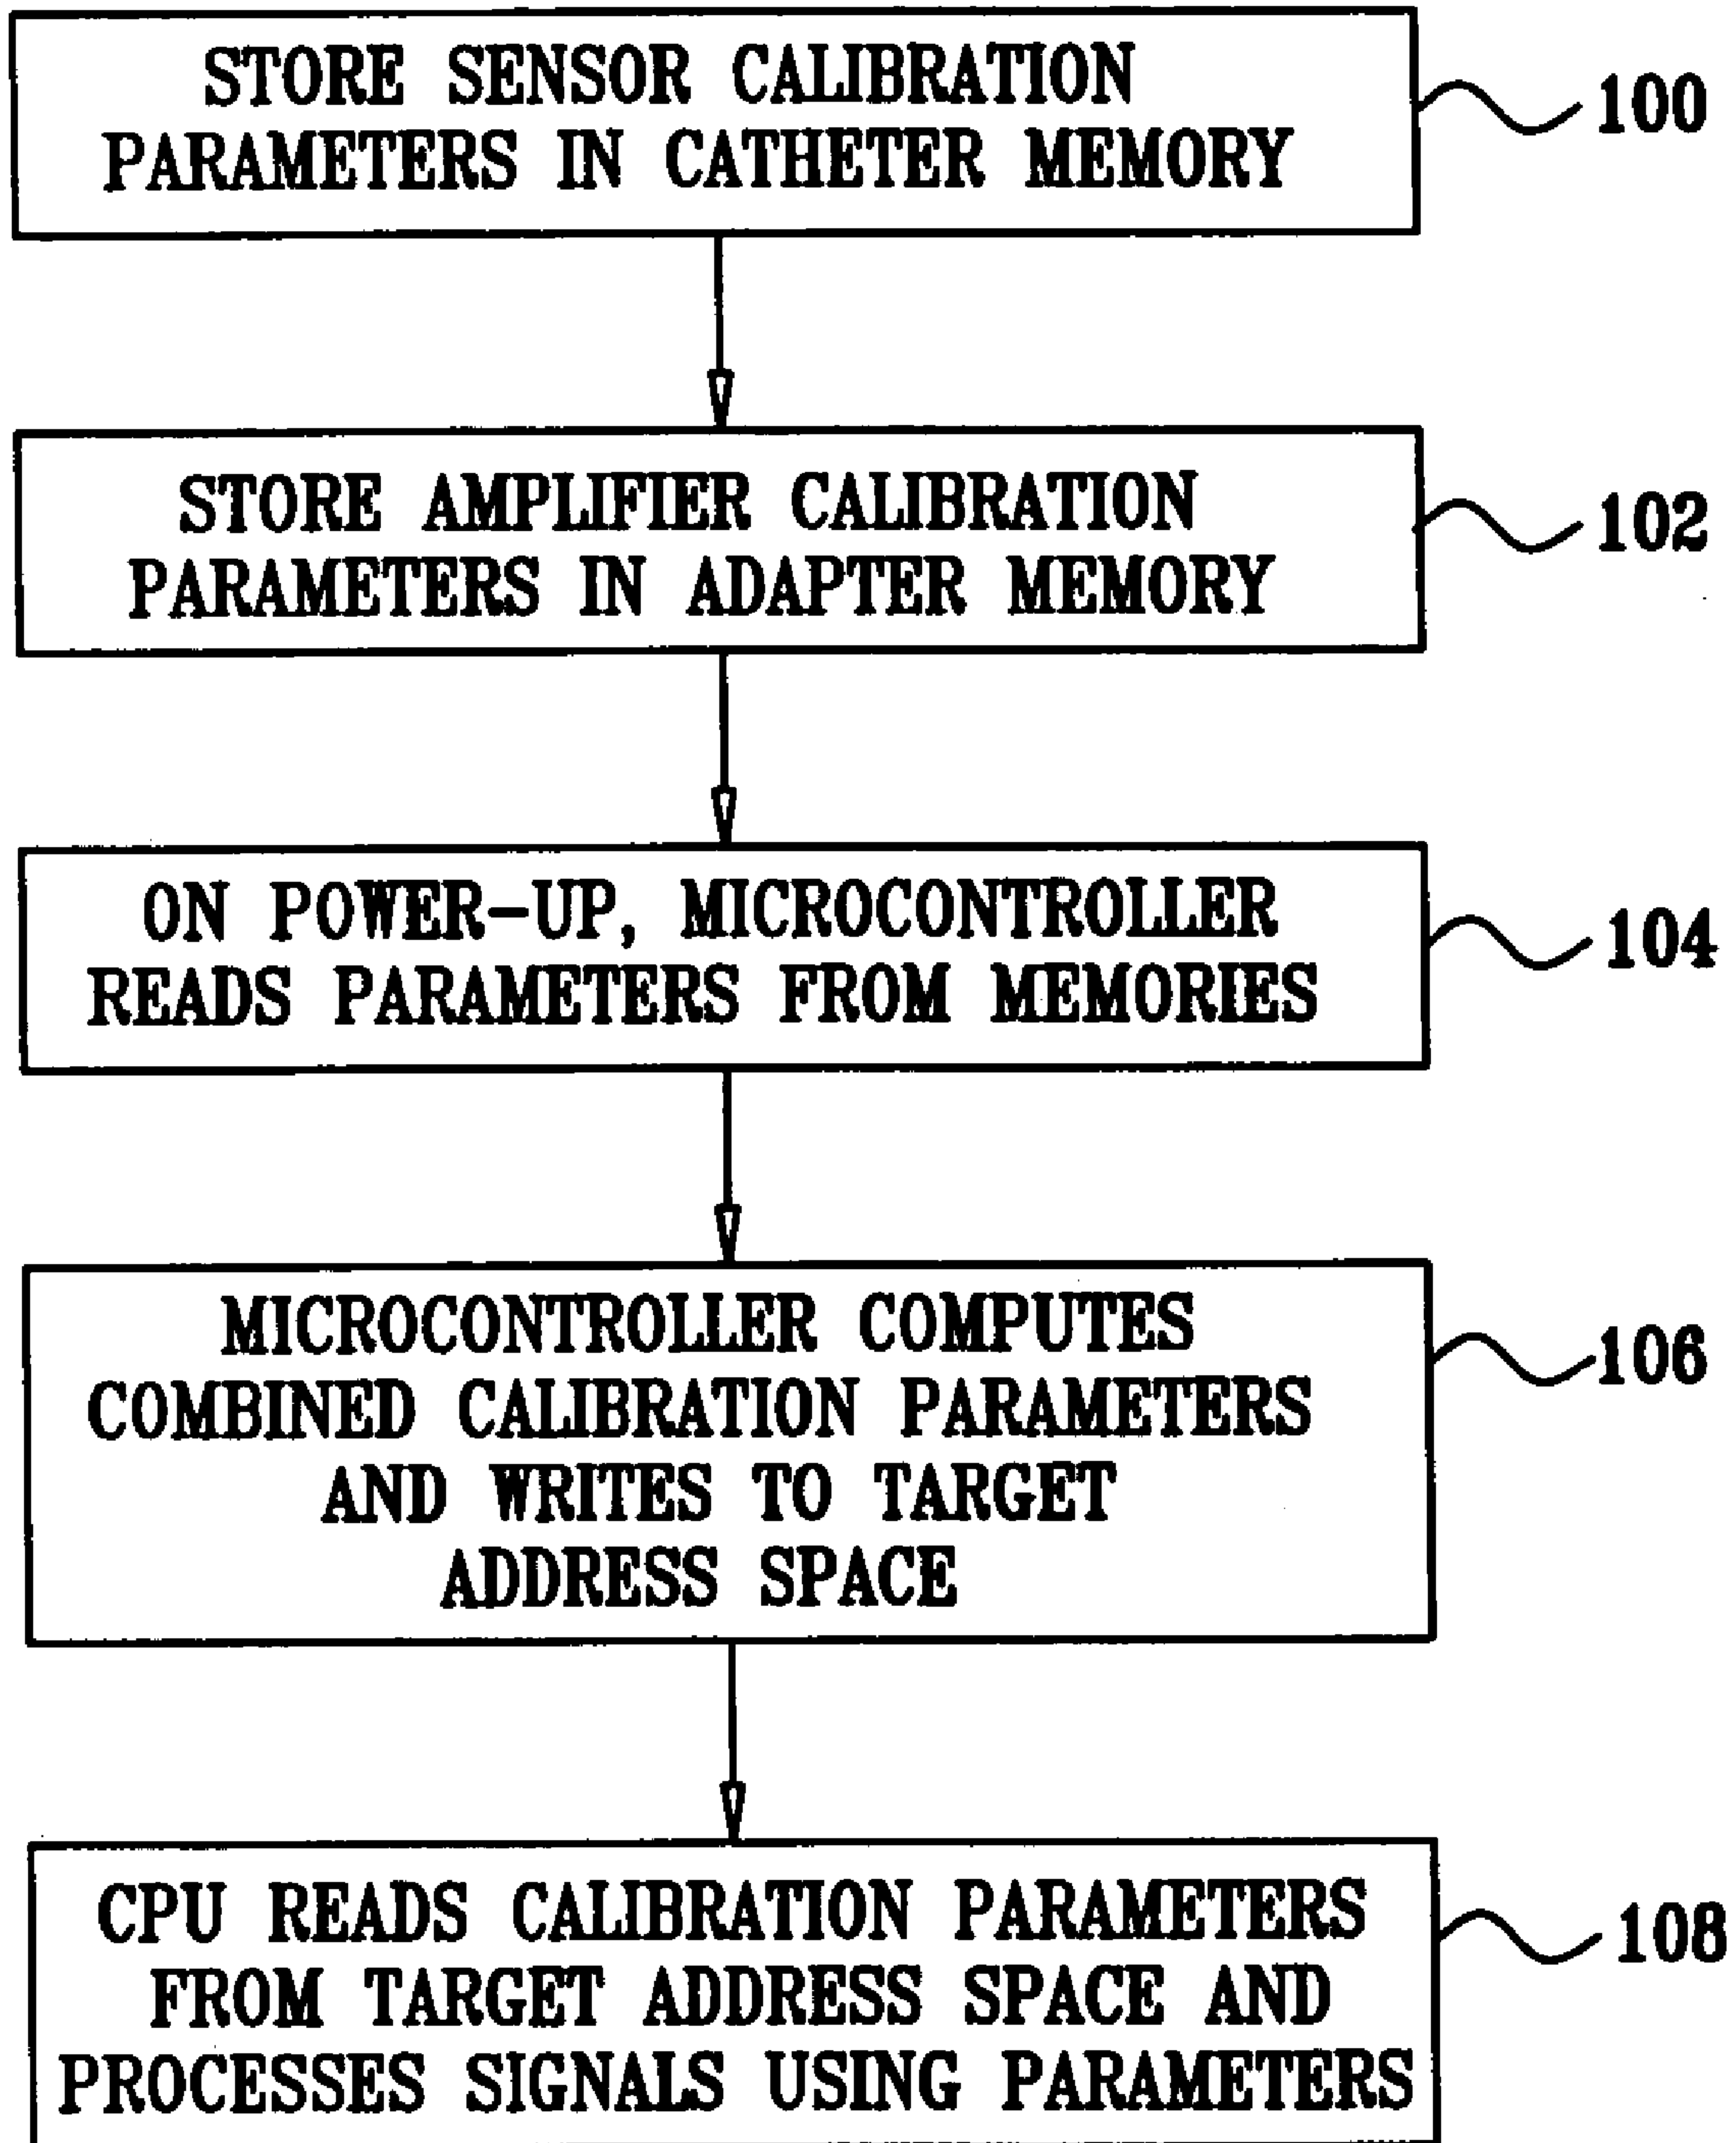 STORE SENSOR CALIBRATION
PARAMETERS IN CATHETER MEMORY
100
STORE AMPLIFIER CALIBRATION
PARAMETERS IN ADAPTER MEMORY
102
ON POWER-UP, MICROCONTROLLER
READS PARAMETERS FROM MEMORIES
104
MICROCONTROLLER COMPUTES
COMBINED CALIBRATION PARAMETERS
AND WRITES TO TARGET
ADDRESS SPACE
106
CPU READS CALIBRATION PARAMETERS
FROM TARGET ADDRESS SPACE AND
PROCESSES SIGNALS USING PARAMETERS
108